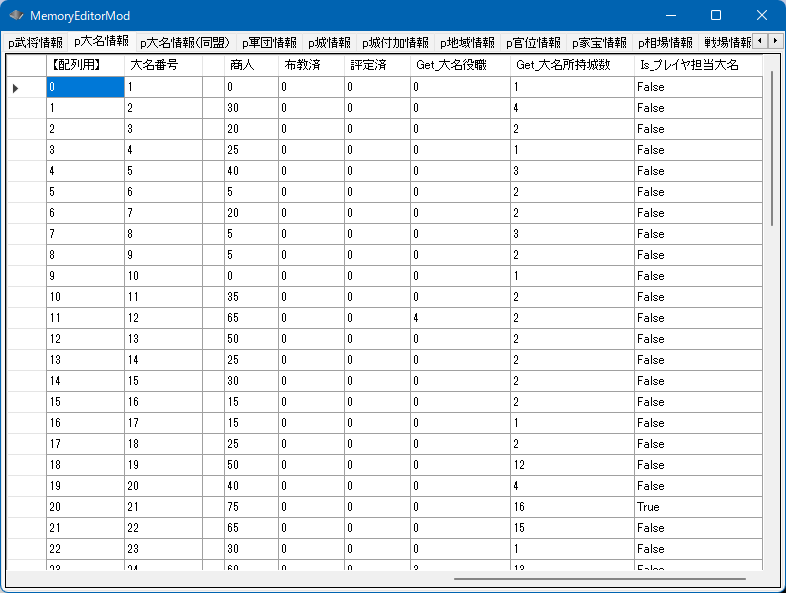 MemoryEditorMod
p武将情報 p大名情報 p大名情報(同盟) p軍団情報 p城情報 p城付加情報 p地域情報 p官位情報 p家宝情報 p相場情報 戦場情報
【配列用】 大名番号 商人 布教済 評定済 Get_大名役職 Get_大名所持城数 Is_プレイヤ担当大名
0 1 0 0 0 0 1 False
1 2 30 0 0 0 4 False
2 3 20 0 0 0 2 False
3 4 25 0 0 0 1 False
4 5 40 0 0 0 3 False
5 6 5 0 0 0 2 False
6 7 20 0 0 0 2 False
7 8 5 0 0 0 3 False
8 9 5 0 0 0 2 False
9 10 0 0 0 0 1 False
10 11 35 0 0 0 2 False
11 12 65 0 0 4 2 False
12 13 50 0 0 0 2 False
13 14 25 0 0 0 2 False
14 15 30 0 0 0 2 False
15 16 15 0 0 0 2 False
16 17 15 0 0 0 1 False
17 18 25 0 0 0 2 False
18 19 50 0 0 0 12 False
19 20 40 0 0 0 4 False
20 21 75 0 0 0 16 True
21 22 65 0 0 0 15 False
22 23 30 0 0 0 1 False
23 24 60 0 0 3 13 False